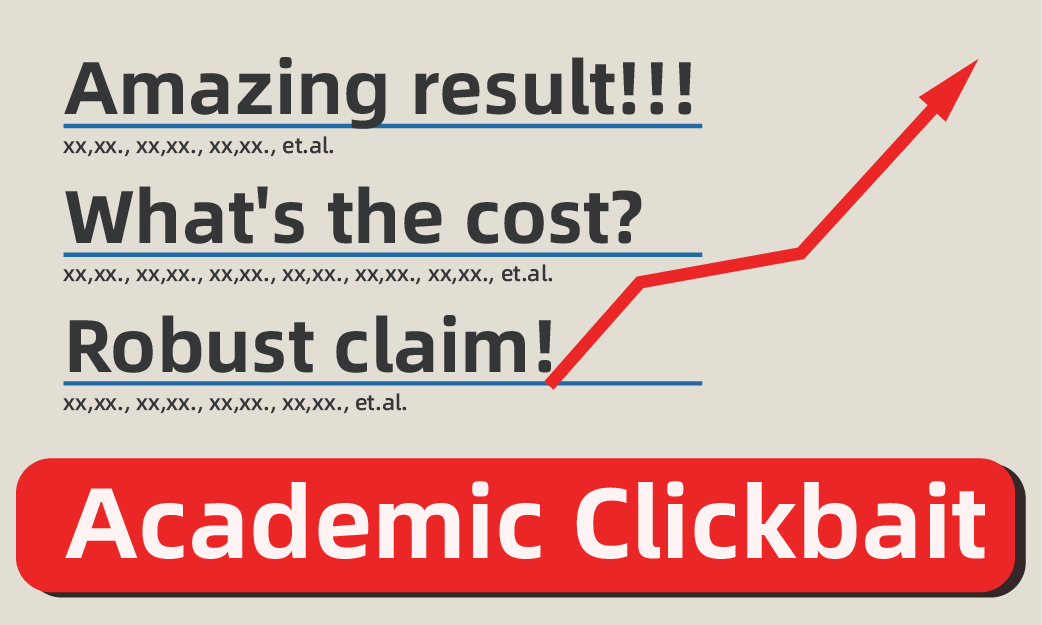 Amazing result!!!
xx,xx., xx,xx., xx,xx., et.al.
What's the cost?
xx,xx., xx,xx., xx,xx., xx,xx., xx,xx., xx,xx., et.al.
Robust claim!
xx,xx., xx,xx., xx,xx., xx,xx., et.al.
Academic Clickbait